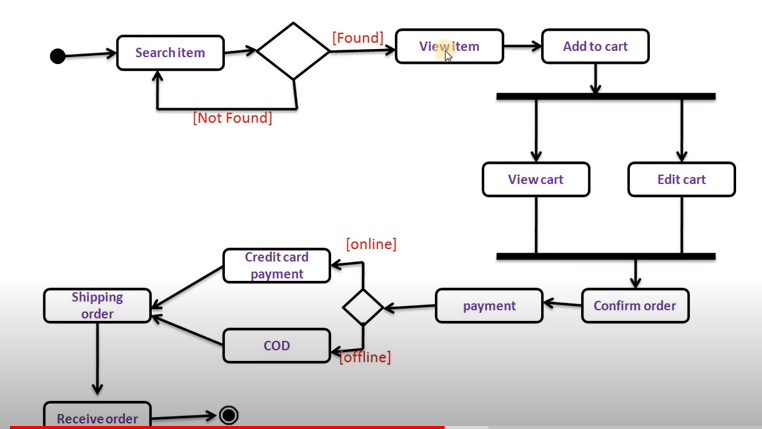 Search item
[Found]
View item
Add to cart
[Not Found]
View cart
Edit cart
[online]
Credit card
payment
Shipping
order
payment
Confirm order
COD
[offline]
Receive order